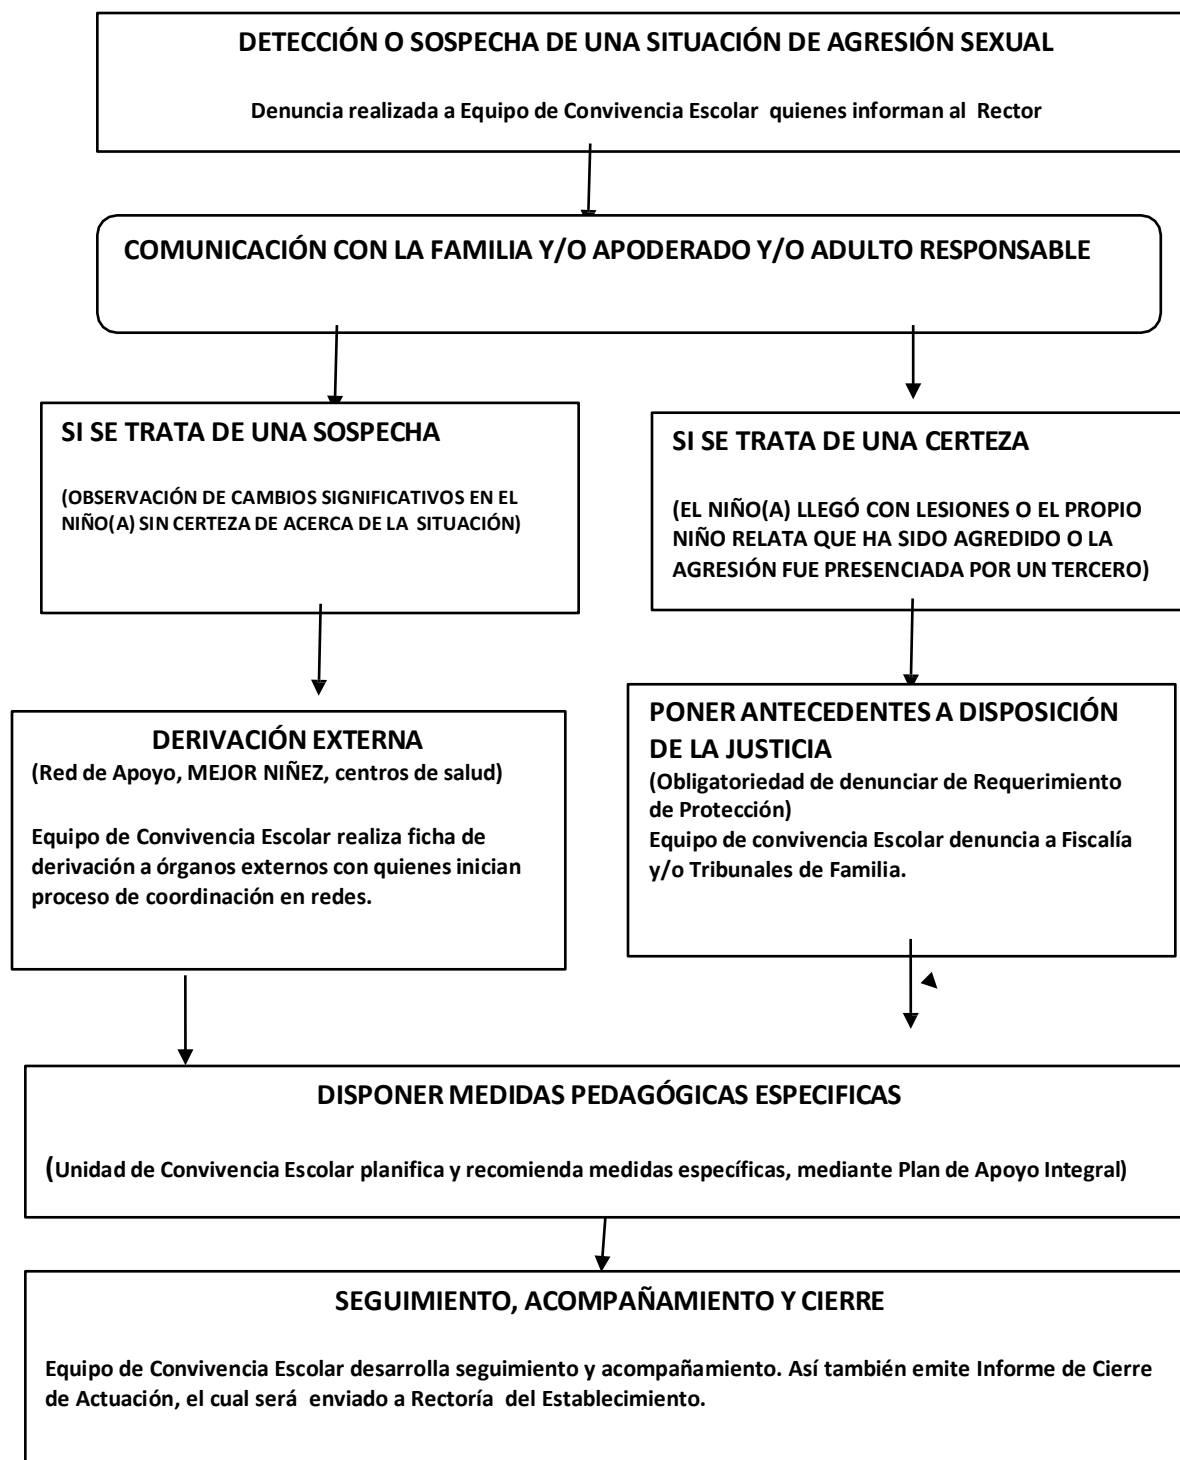 DETECCIÓN O SOSPECHA DE UNA SITUACIÓN DE AGRESIÓN SEXUAL
Denuncia realizada a Equipo de Convivencia Escolar quienes informan al Rector
COMUNICACIÓN CON LA FAMILIA Y/O APODERADO Y/O ADULTO RESPONSABLE
SI SE TRATA DE UNA SOSPECHA
(OBSERVACIÓN DE CAMBIOS SIGNIFICATIVOS EN EL
NIÑO(A) SIN CERTEZA DE ACERCA DE LA SITUACIÓN)
SI SE TRATA DE UNA CERTEZA
(EL NIÑO(A) LLEGÓ CON LESIONES O EL PROPIO
NIÑO RELATA QUE HA SIDO AGREDIDO O LA
AGRESIÓN FUE PRESENCIADA POR UN TERCERO)
DERIVACIÓN EXTERNA
(Red de Apoyo, MEJOR NIÑEZ, centros de salud)
Equipo de Convivencia Escolar realiza ficha de
derivación a órganos externos con quienes inician
proceso de coordinación en redes.
PONER ANTECEDENTES A DISPOSICIÓN
DE LA JUSTICIA
(Obligatoriedad de denunciar de Requerimiento
de Protección)
Equipo de convivencia Escolar denuncia a Fiscalía
y/o Tribunales de Familia.
DISPONER MEDIDAS PEDAGÓGICAS ESPECIFICAS
(Unidad de Convivencia Escolar planifica y recomienda medidas específicas, mediante Plan de Apoyo Integral)
SEGUIMIENTO, ACOMPAÑAMIENTO Y CIERRE
Equipo de Convivencia Escolar desarrolla seguimiento y acompañamiento. Así también emite Informe de Cierre
de Actuación, el cual será enviado a Rectoría del Establecimiento.